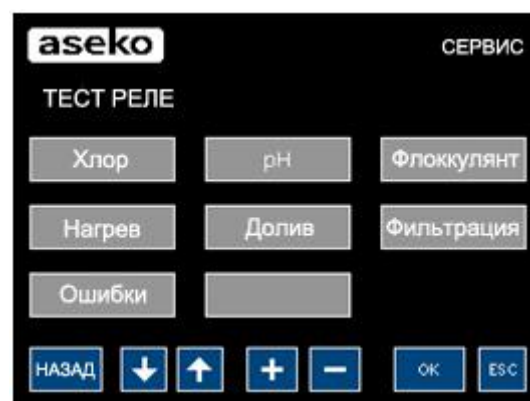 aseko
СЕРВИС
ТЕСТ РЕЛЕ
Хлор pH Флоккулянт
Нагрев Долив Фильтрация
Ошибки
НАЗАД + − OK ESC